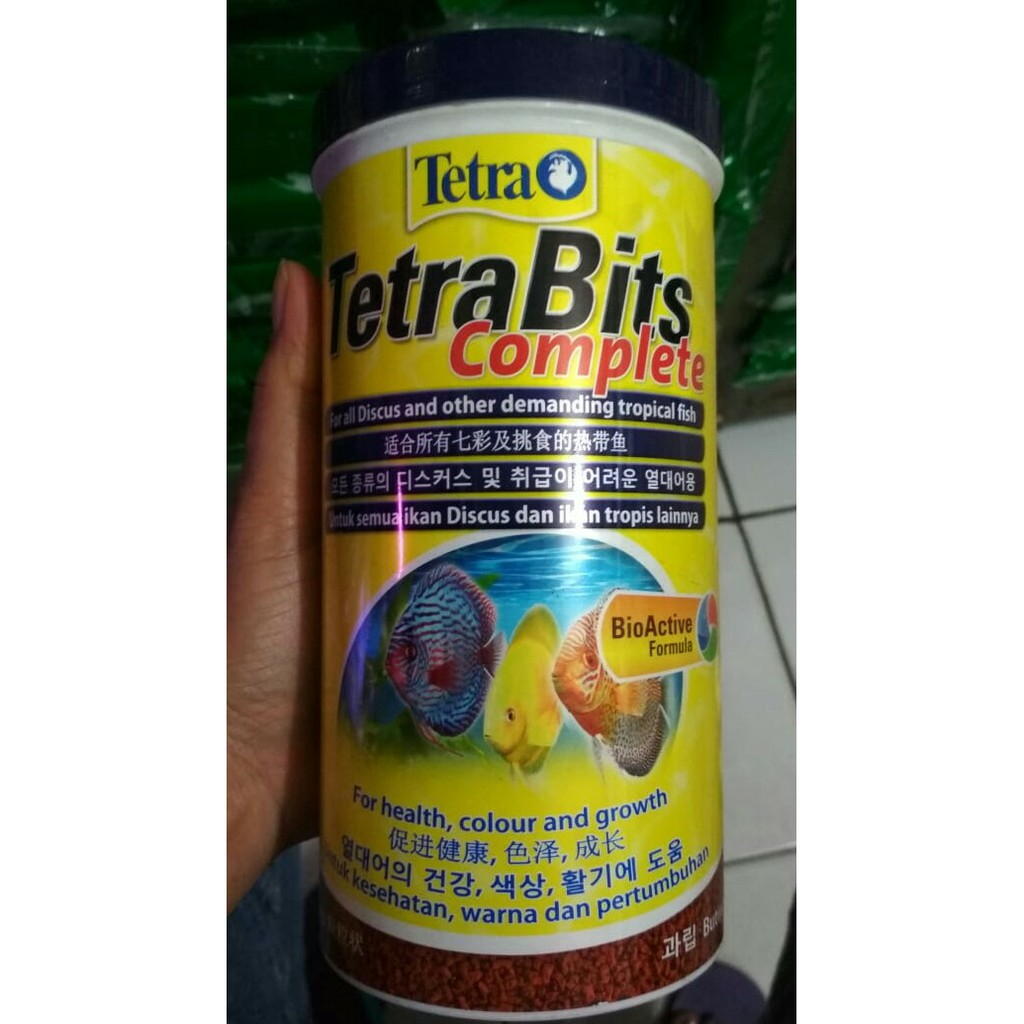 Tetra
TetraBits
Complete
For all Discus and other demanding tropical fish
适合所有七彩及挑食的热带鱼
모든 종류의 디스커스 및 취급이 어려운 열대어용
Untuk semua ikan Discus dan ikan tropis lainnya
BioActive
Formula
For health, colour and growth
促进健康, 色泽, 成长
열대어의 건강, 색상, 활기에 도움
kesehatan, warna dan pertumbuhan
과립